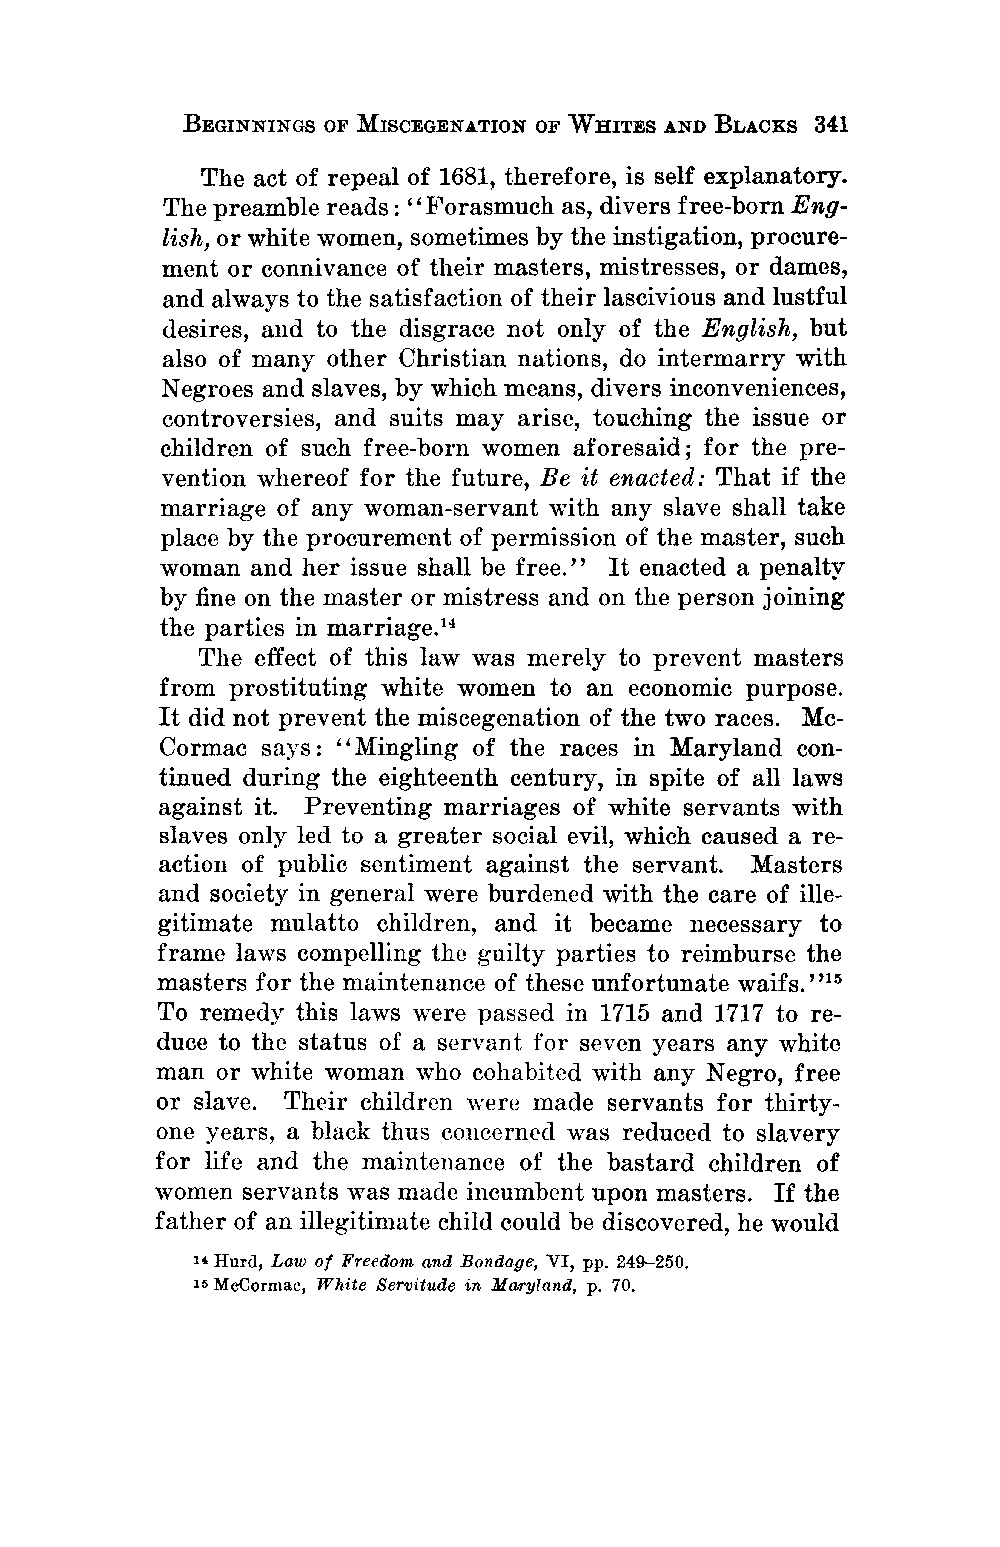 BEGINNINGS OF MISCEGENATION OF WHITES AND BLACKS 341
The act of repeal of 1681, therefore, is self explanatory.
The preamble reads: ‘‘Forasmuch as, divers free-born Eng-
lish, or white women, sometimes by the instigation, procure-
ment or connivance of their masters, mistresses, or dames,
and always to the satisfaction of their lascivious and lustful
desires, and to the disgrace not only of the English, but
also of many other Christian nations, do intermarry with
Negroes and slaves, by which means, divers inconveniences,
controversies, and suits may arise, touching the issue or
children of such free-born women aforesaid; for the pre-
vention whereof for the future, Be it enacted: That if the
marriage of any woman-servant with any slave shall take
place by the procurement of permission of the master, such
woman and her issue shall be free.’’ It enacted a penalty
by fine on the master or mistress and on the person joining
the parties in marriage.¹⁴
The effect of this law was merely to prevent masters
from prostituting white women to an economic purpose.
It did not prevent the miscegenation of the two races. Mc-
Cormac says: ‘‘Mingling of the races in Maryland con-
tinued during the eighteenth century, in spite of all laws
against it. Preventing marriages of white servants with
slaves only led to a greater social evil, which caused a re-
action of public sentiment against the servant. Masters
and society in general were burdened with the care of ille-
gitimate mulatto children, and it became necessary to
frame laws compelling the guilty parties to reimburse the
masters for the maintenance of these unfortunate waifs.’’¹⁵
To remedy this laws were passed in 1715 and 1717 to re-
duce to the status of a servant for seven years any white
man or white woman who cohabited with any Negro, free
or slave. Their children were made servants for thirty-
one years, a black thus concerned was reduced to slavery
for life and the maintenance of the bastard children of
women servants was made incumbent upon masters. If the
father of an illegitimate child could be discovered, he would
¹⁴ Hurd, Law of Freedom and Bondage, VI, pp. 249–250.
¹⁵ McCormac, White Servitude in Maryland, p. 70.